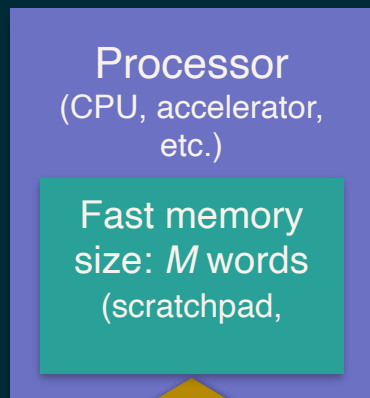 Processor
(CPU, accelerator,
etc.)
Fast memory
size: M words
(scratchpad,